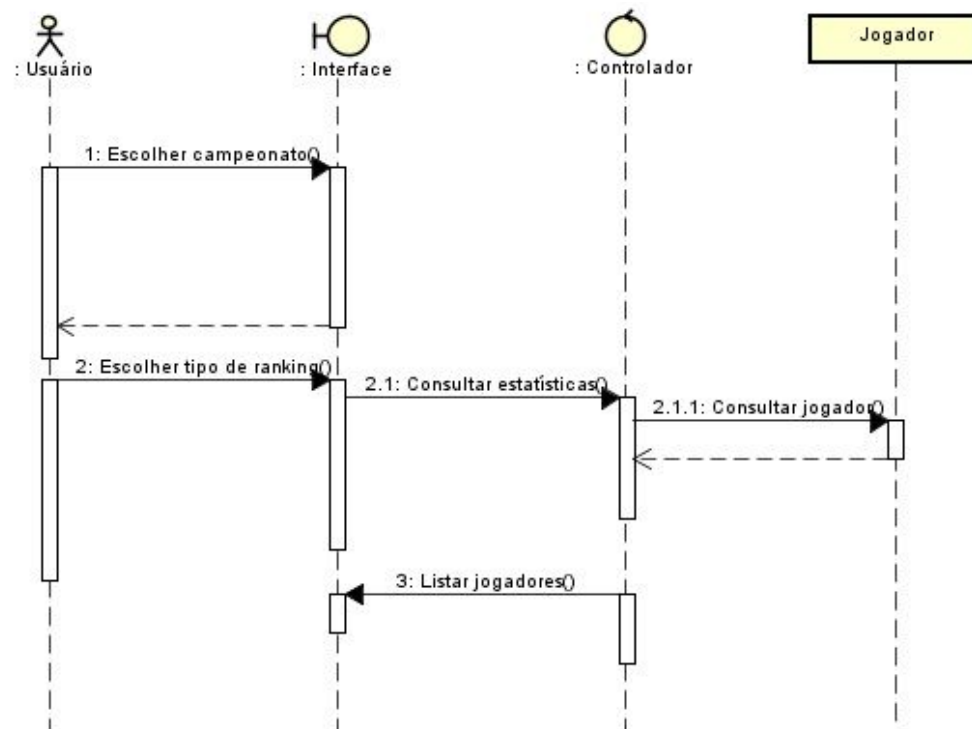 Jogador
: Usuário
: Interface
: Controlador
1: Escolher campeonato()
2: Escolher tipo de ranking()
2.1: Consultar estatísticas()
2.1.1: Consultar jogador()
3: Listar jogadores()